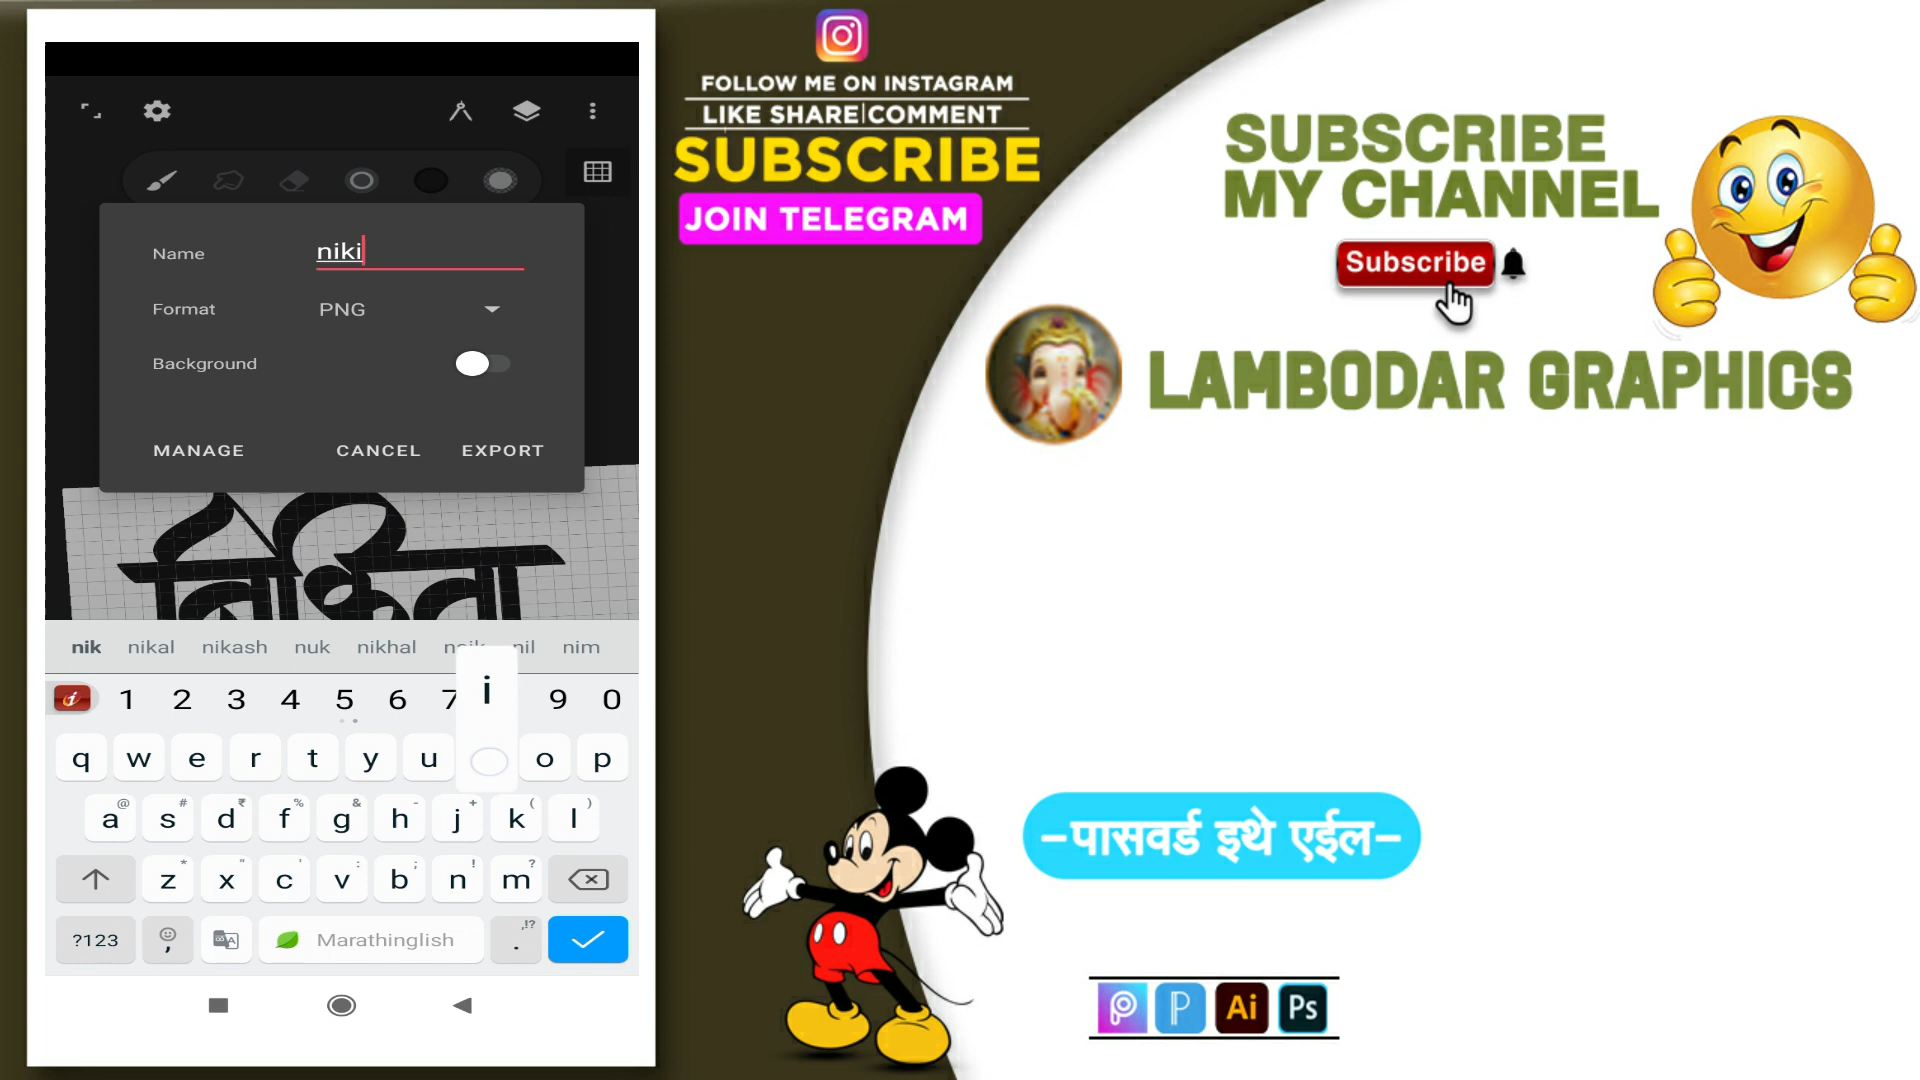 Name niki
Format PNG
Background
MANAGE CANCEL EXPORT
निकिता
nik nikal nikash nuk nikhal nil nim
1 2 3 4 5 6 7 9 0
i
q w e r t y u o p
@ # ₹ % & - + ( )
a s d f g h j k l
* " ' : ; ! ?
z x c v b n m
?123 , Marathinglish . ,!?
FOLLOW ME ON INSTAGRAM
LIKE SHARE|COMMENT
SUBSCRIBE
JOIN TELEGRAM
SUBSCRIBE
MY CHANNEL
Subscribe
LAMBODAR GRAPHICS
-पासवर्ड इथे एईल-
P P Ai Ps